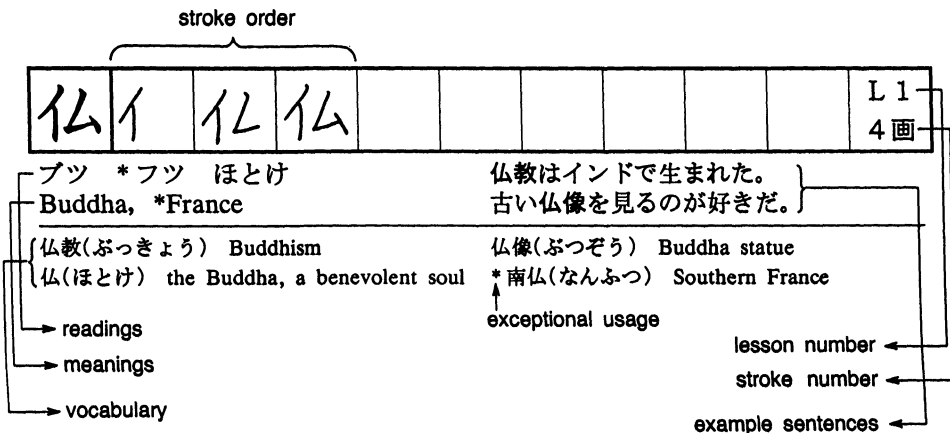 stroke order
仏 イ 仏 仏 L 1
4画
ブツ *フツ ほとけ 仏教はインドで生まれた。
Buddha, *France 古い仏像を見るのが好きだ。
仏教(ぶっきょう) Buddhism 仏像(ぶつぞう) Buddha statue
仏(ほとけ) the Buddha, a benevolent soul *南仏(なんふつ) Southern France
exceptional usage
readings
lesson number
meanings
stroke number
vocabulary
example sentences